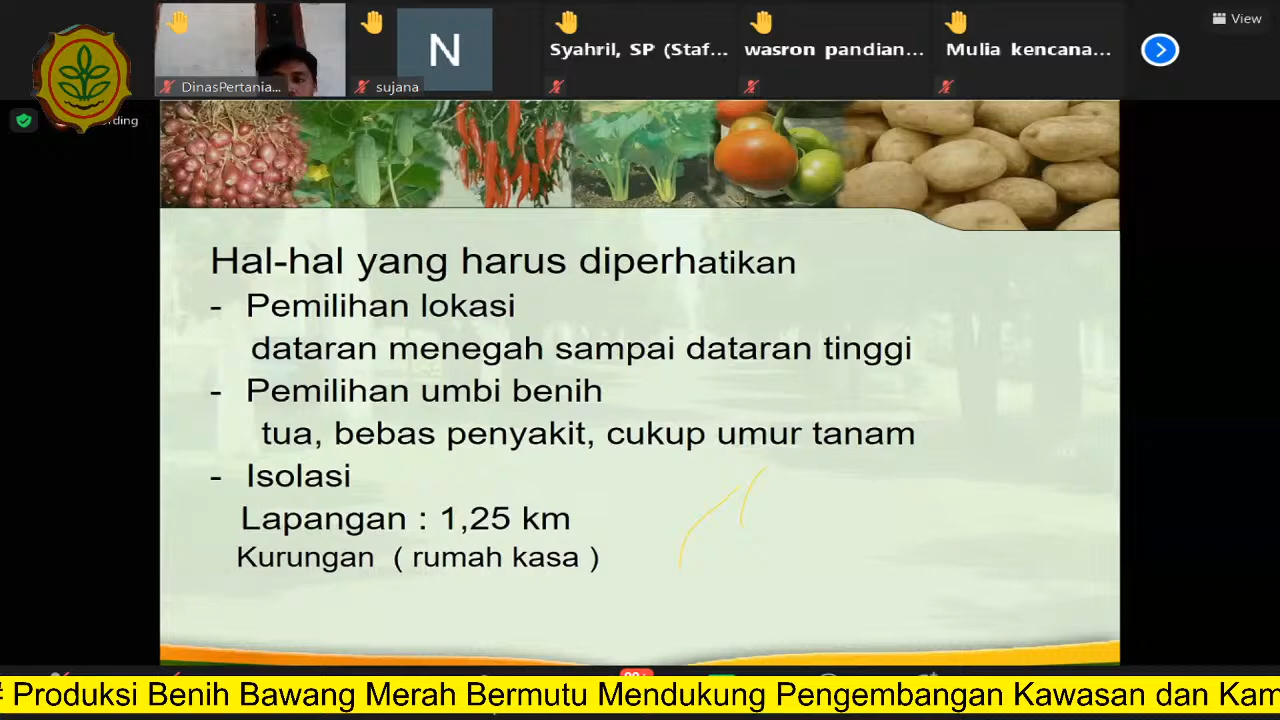 View
DinasPertania...
sujana
N
Syahril, SP (Staf...
wasron pandian...
Mulia kencana...
Hal-hal yang harus diperhatikan
- Pemilihan lokasi
dataran menegah sampai dataran tinggi
- Pemilihan umbi benih
tua, bebas penyakit, cukup umur tanam
- Isolasi
Lapangan : 1,25 km
Kurungan ( rumah kasa )
Produksi Benih Bawang Merah Bermutu Mendukung Pengembangan Kawasan dan Kam